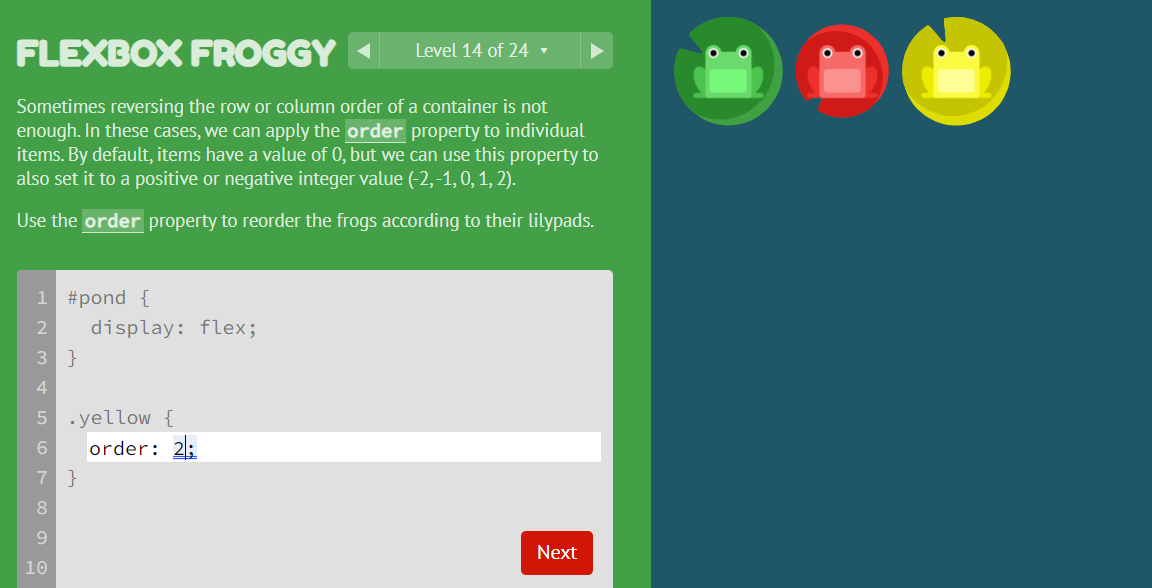 FLEXBOX FROGGY
◀ Level 14 of 24 ▾ ▶
Sometimes reversing the row or column order of a container is not
enough. In these cases, we can apply the order property to individual
items. By default, items have a value of 0, but we can use this property to
also set it to a positive or negative integer value (-2, -1, 0, 1, 2).
Use the order property to reorder the frogs according to their lilypads.
1 #pond {
2 display: flex;
3 }
4
5 .yellow {
6 order: 2;
7 }
8
9
10
Next